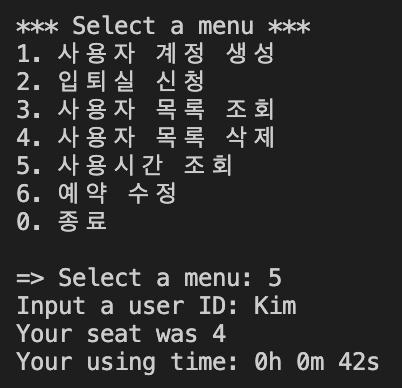 *** Select a menu ***
1. 사용자 계정 생성
2. 입퇴실 신청
3. 사용자 목록 조회
4. 사용자 목록 삭제
5. 사용시간 조회
6. 예약 수정
0. 종료
=> Select a menu: 5
Input a user ID: Kim
Your seat was 4
Your using time: 0h 0m 42s